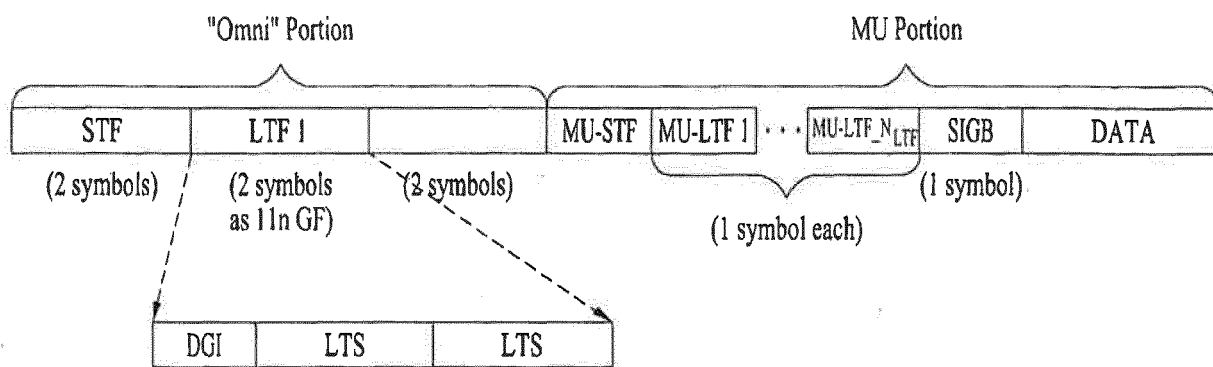 "Omni" Portion
MU Portion
STF
LTF 1
MU-STF
MU-LTF 1
...
MU-LTF_N_LTF
SIGB
DATA
(2 symbols)
(2 symbols
as 11n GF)
(2 symbols)
(1 symbol)
(1 symbol each)
DGI
LTS
LTS